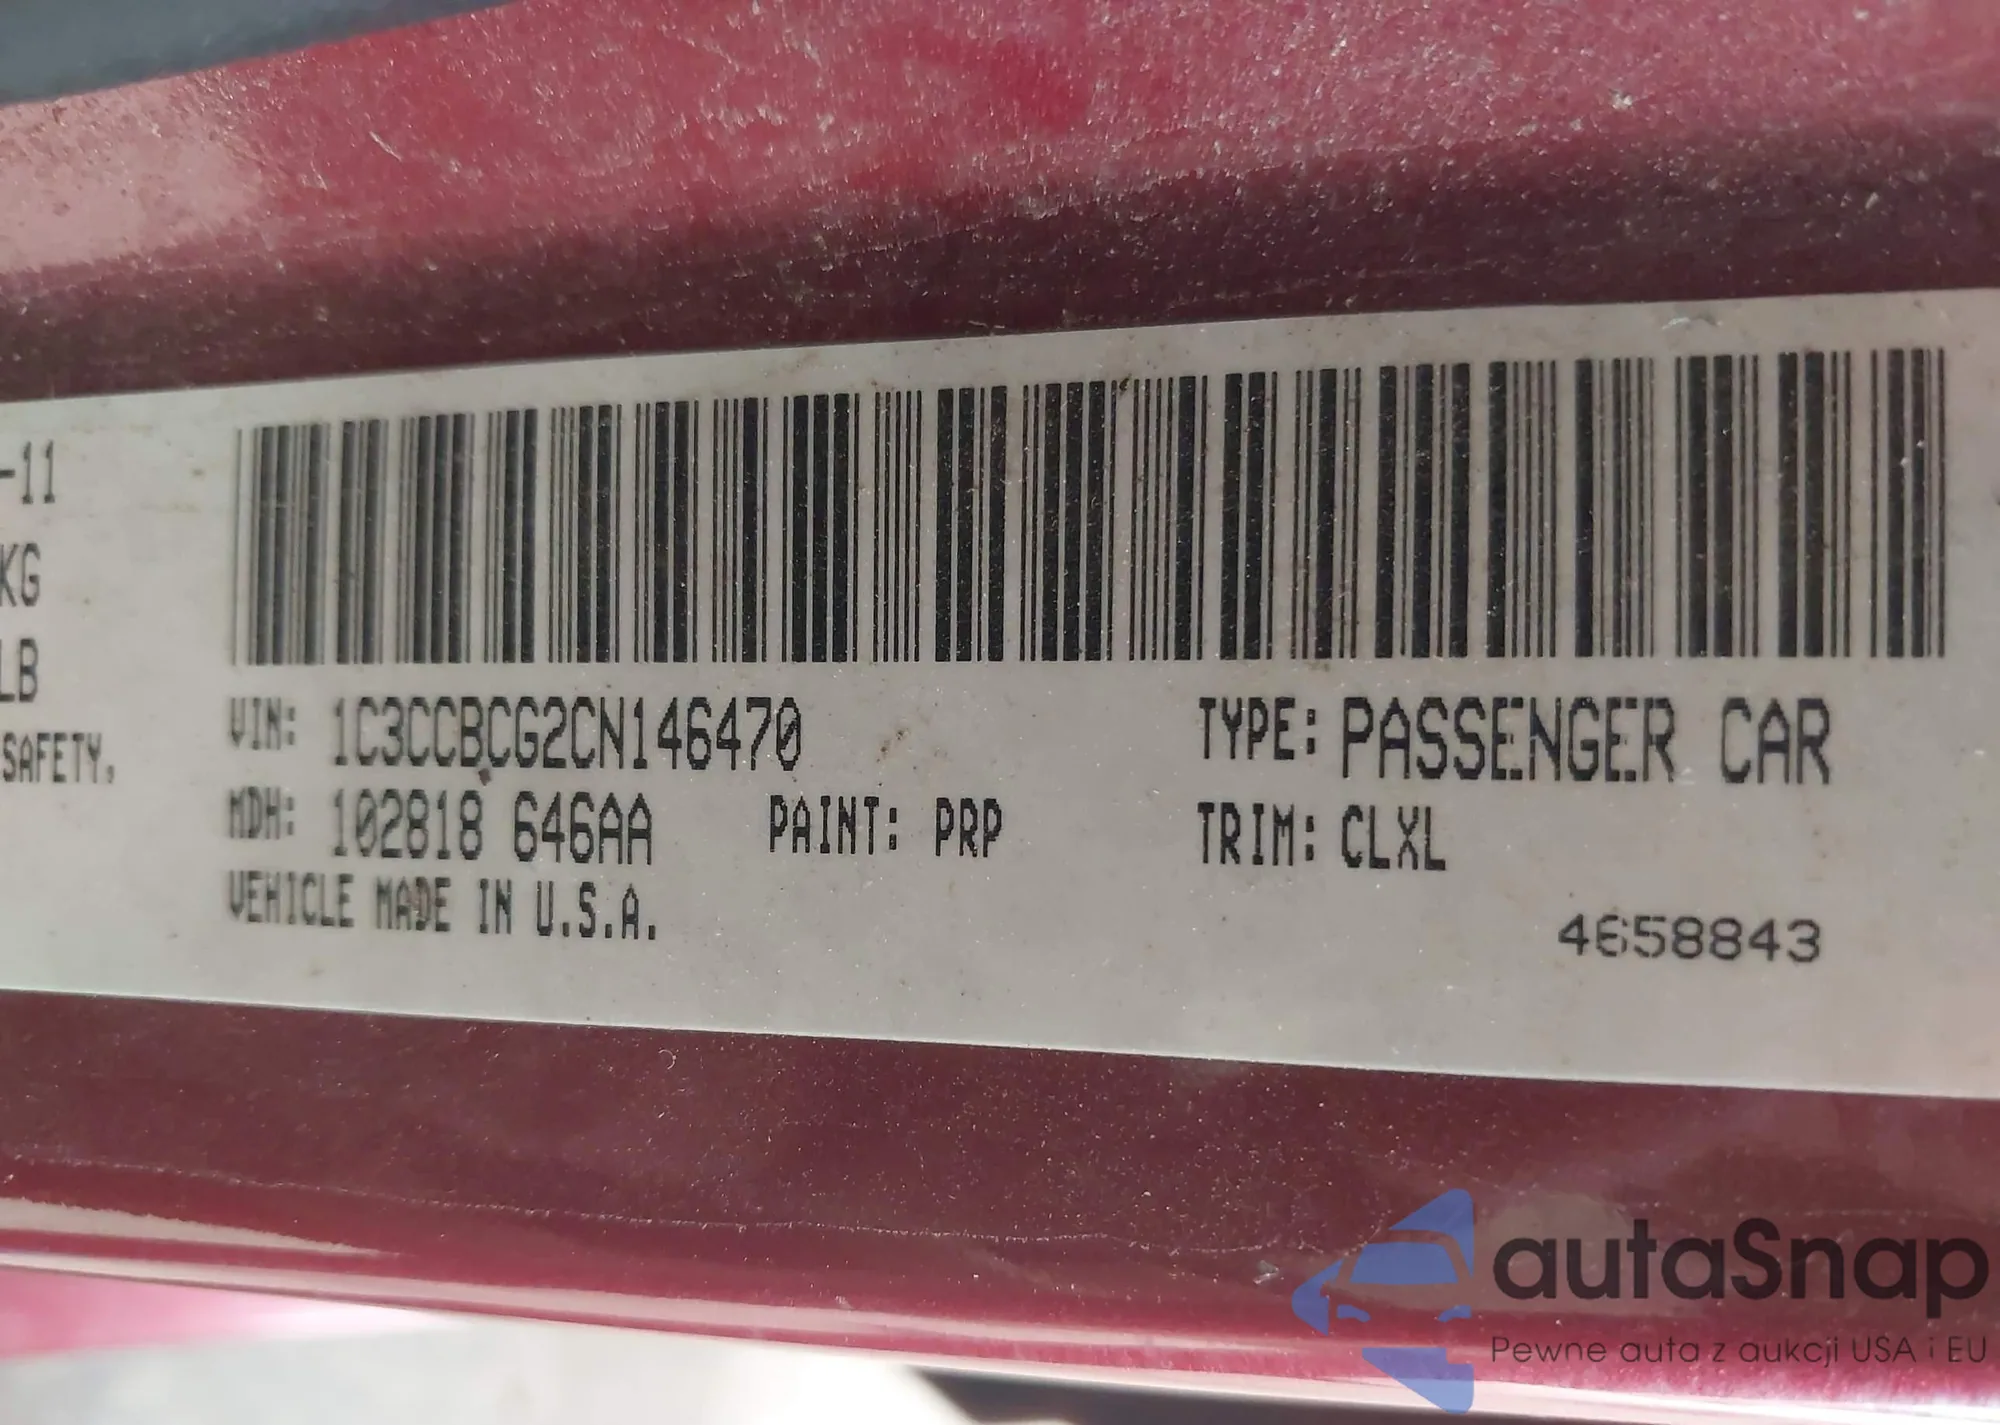 -11
KG
LB
SAFETY,
VIN: 1C3CCBCG2CN146470 TYPE: PASSENGER CAR
MDH: 102818 646AA PAINT: PRP TRIM: CLXL
VEHICLE MADE IN U.S.A.
4658843
autaSnap
Pewne auta z aukcji USA i EU